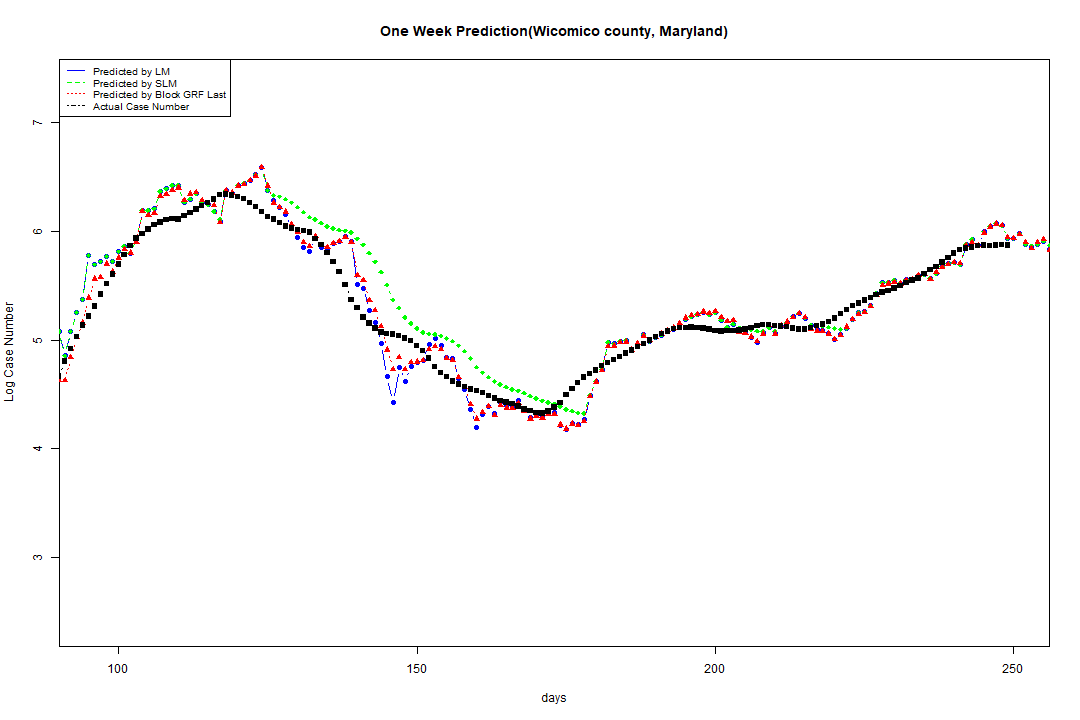 One Week Prediction(Wicomico county, Maryland)
Predicted by LM
Predicted by SLM
Predicted by Block GRF Last
Actual Case Number
7
6
5
4
3
Log Case Number
100
150
200
250
days